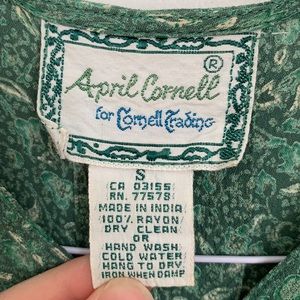 April Cornell®
for Cornell Trading
S
CA 03155
RN. 77578
MADE IN INDIA
100% RAYON
DRY CLEAN
OR
HAND WASH
COLD WATER
HANG TO DRY
IRON WHEN DAMP